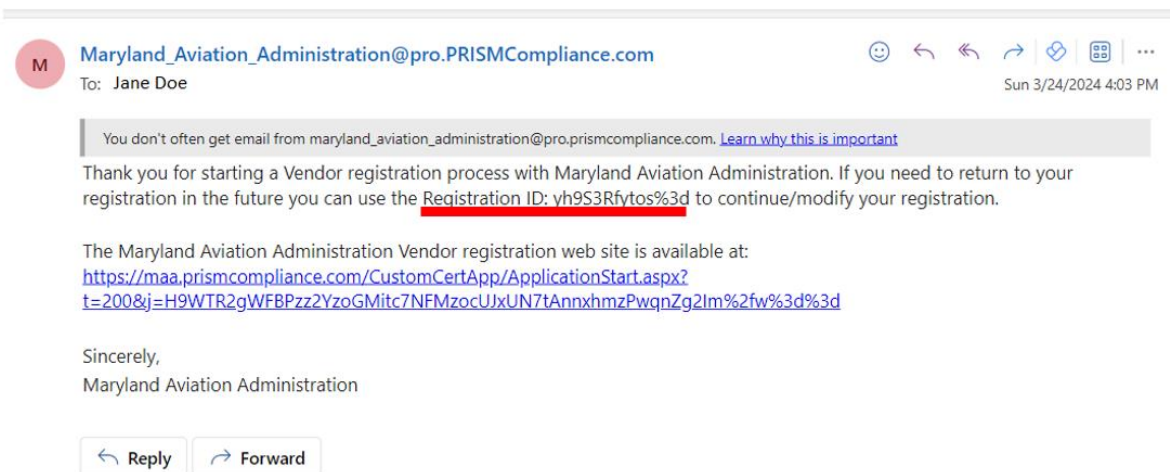 M
Maryland_Aviation_Administration@pro.PRISMCompliance.com
To: Jane Doe
Sun 3/24/2024 4:03 PM
You don't often get email from maryland_aviation_administration@pro.prismcompliance.com. Learn why this is important
Thank you for starting a Vendor registration process with Maryland Aviation Administration. If you need to return to your
registration in the future you can use the Registration ID: yh9S3Rfytos%3d to continue/modify your registration.
The Maryland Aviation Administration Vendor registration web site is available at:
https://maa.prismcompliance.com/CustomCertApp/ApplicationStart.aspx?
t=200&j=H9WTR2gWFBPzz2YzoGMitc7NFMzocUJxUN7tAnnxhmzPwqnZg2Im%2fw%3d%3d
Sincerely,
Maryland Aviation Administration
Reply
Forward